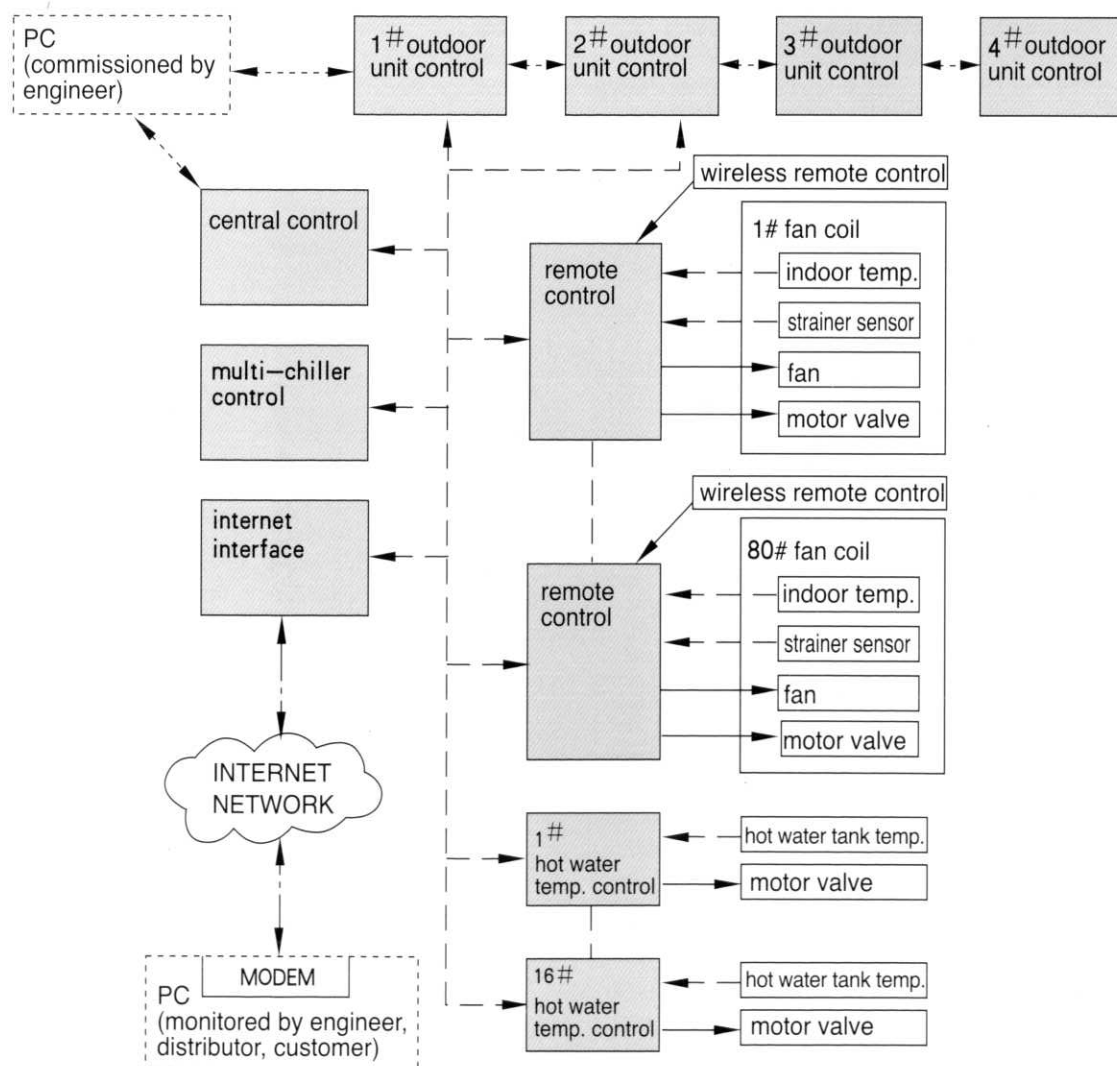 PC
(commissioned by
engineer)
1# outdoor
unit control
2# outdoor
unit control
3# outdoor
unit control
4# outdoor
unit control
central control
multi-chiller
control
internet
interface
INTERNET
NETWORK
MODEM
PC
(monitored by engineer,
distributor, customer)
wireless remote control
remote
control
1# fan coil
indoor temp.
strainer sensor
fan
motor valve
wireless remote control
remote
control
80# fan coil
indoor temp.
strainer sensor
fan
motor valve
1#
hot water
temp. control
hot water tank temp.
motor valve
16#
hot water
temp. control
hot water tank temp.
motor valve